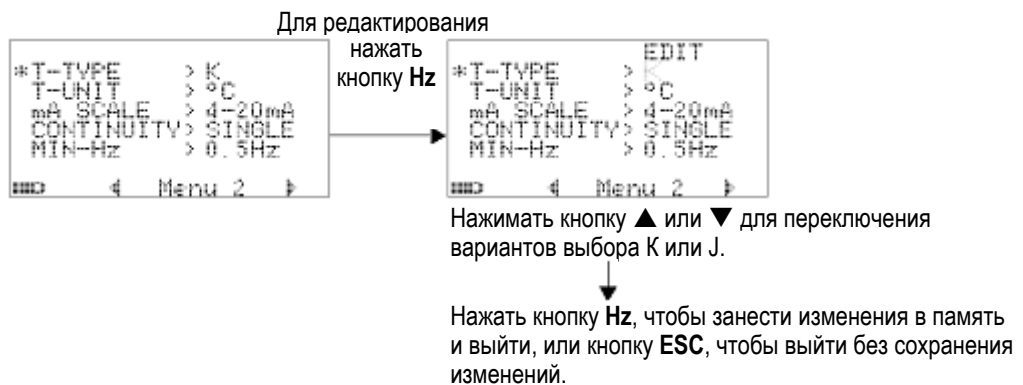 Для редактирования
нажать
кнопку Hz
*T-TYPE > K
T-UNIT > °C
mA SCALE > 4-20mA
CONTINUITY> SINGLE
MIN-Hz > 0.5Hz
◀ Menu 2 ▶
EDIT
*T-TYPE > K
T-UNIT > °C
mA SCALE > 4-20mA
CONTINUITY> SINGLE
MIN-Hz > 0.5Hz
◀ Menu 2 ▶
Нажимать кнопку ▲ или ▼ для переключения
вариантов выбора K или J.
Нажать кнопку Hz, чтобы занести изменения в память
и выйти, или кнопку ESC, чтобы выйти без сохранения
изменений.